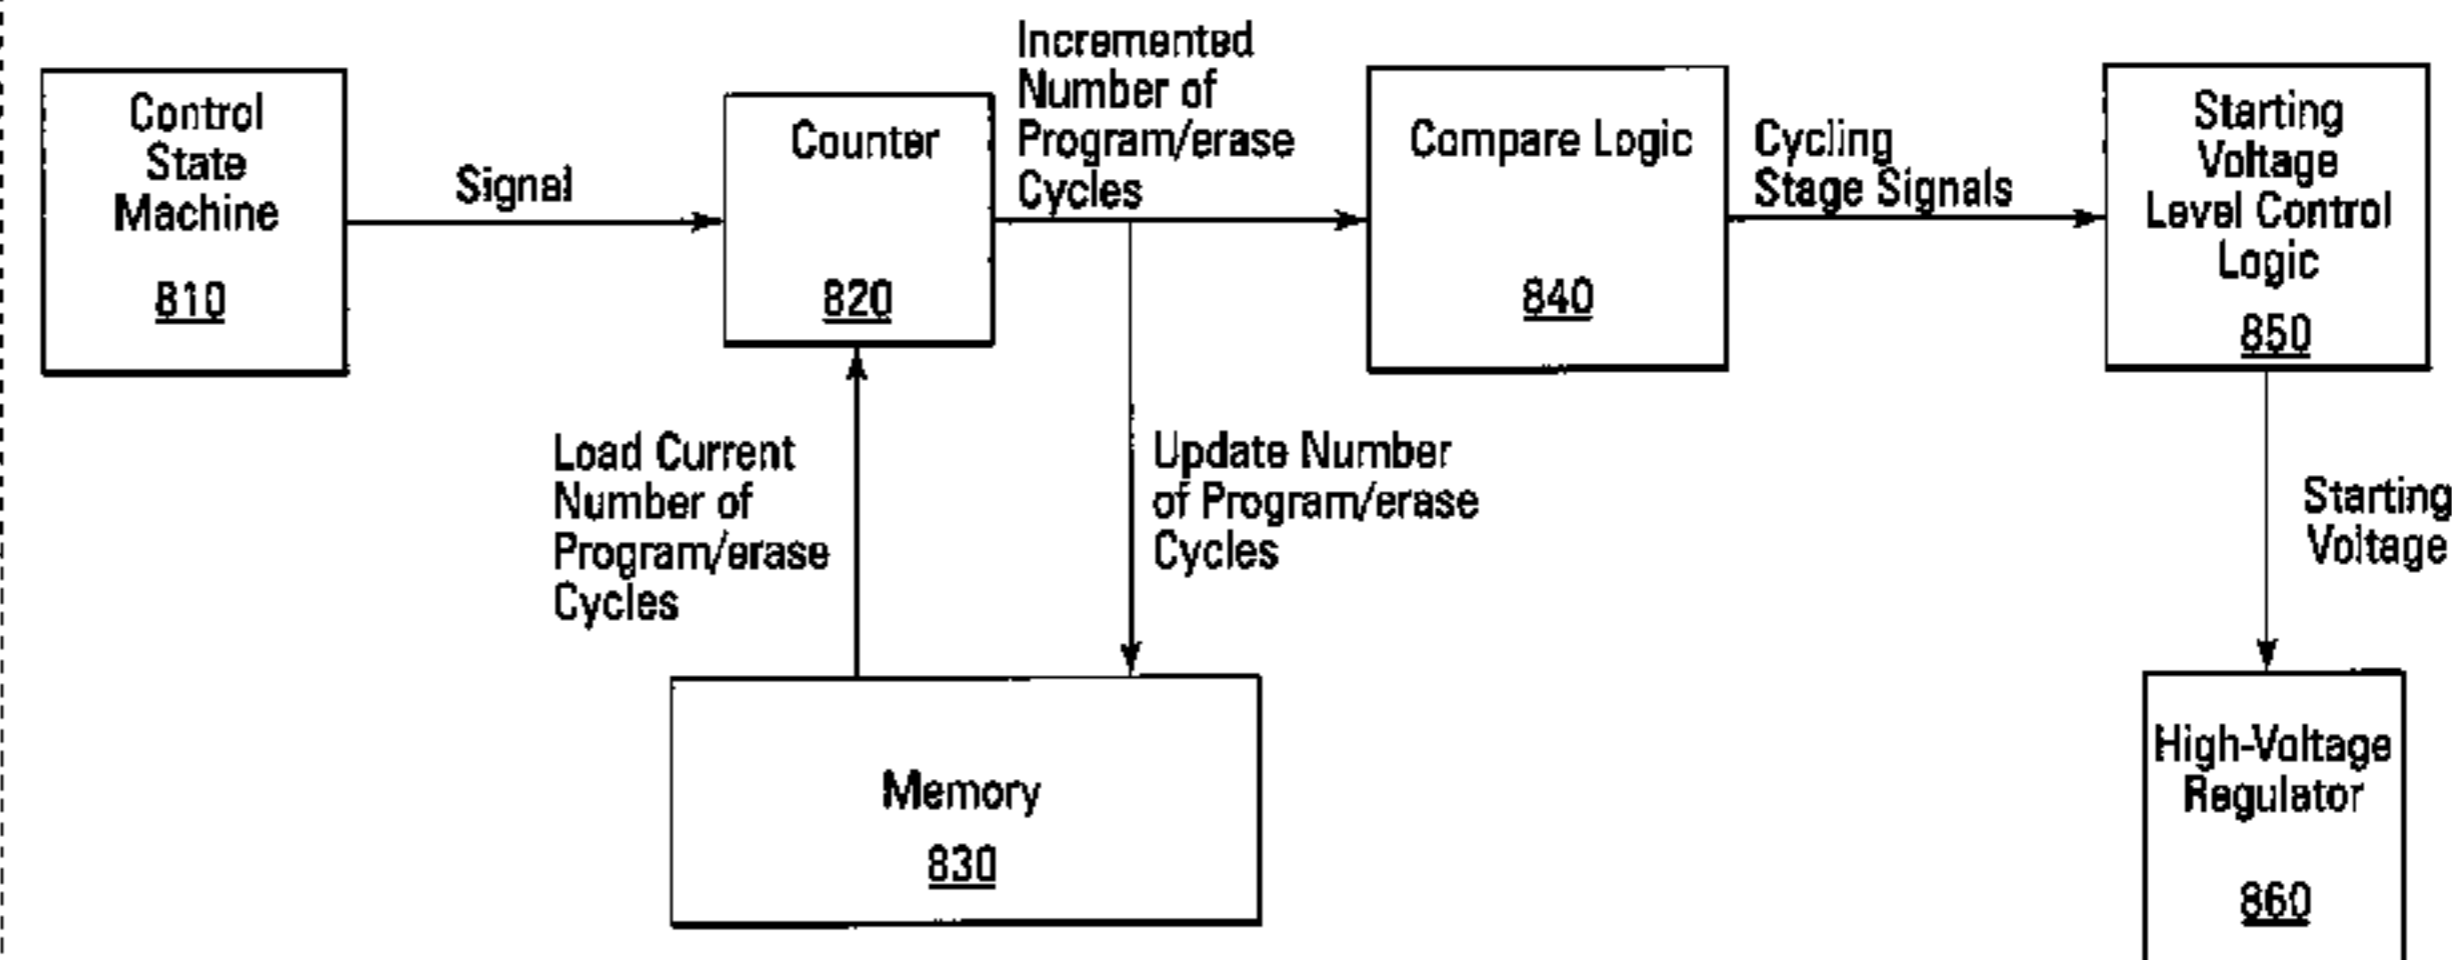 Control
State
Machine
810
Signal
Counter
820
Incremented
Number of
Program/erase
Cycles
Compare Logic
840
Cycling
Stage Signals
Starting
Voltage
Level Control
Logic
850
Load Current
Number of
Program/erase
Cycles
Update Number
of Program/erase
Cycles
Starting
Voltage
Memory
830
High-Voltage
Regulator
860